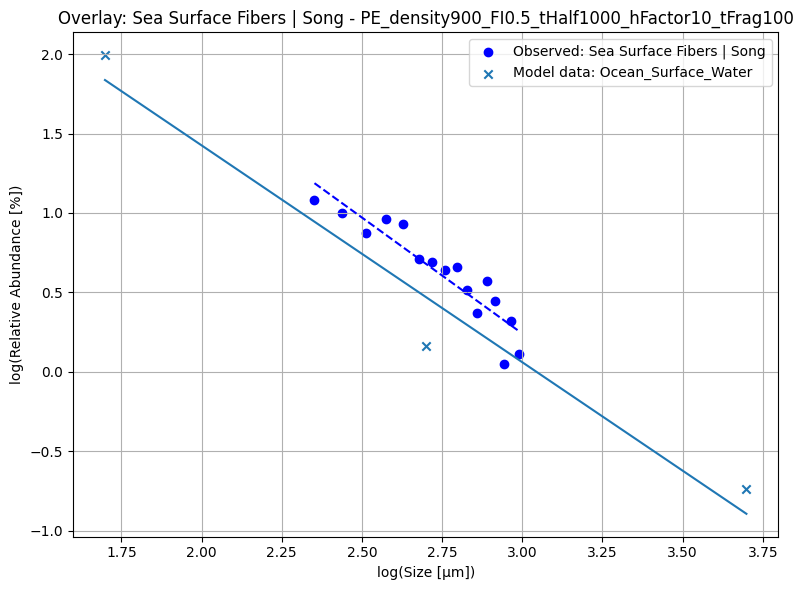 Overlay: Sea Surface Fibers | Song - PE_density900_FI0.5_tHalf1000_hFactor10_tFrag100
Observed: Sea Surface Fibers | Song
Model data: Ocean_Surface_Water
log(Relative Abundance [%])
2.0
1.5
1.0
0.5
0.0
−0.5
−1.0
1.75 2.00 2.25 2.50 2.75 3.00 3.25 3.50 3.75
log(Size [μm])